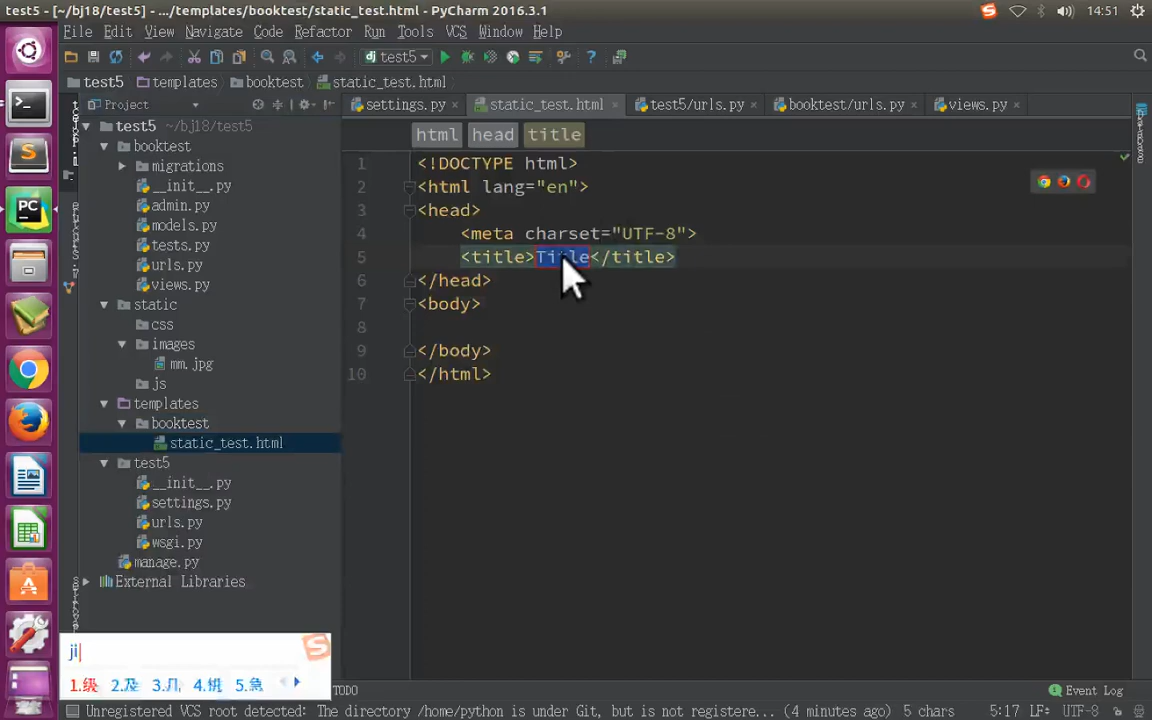 test5 - [~/bj18/test5] - .../templates/booktest/static_test.html - PyCharm 2016.3.1
14:51
File Edit View Navigate Code Refactor Run Tools VCS Window Help
test5
test5 templates booktest static_test.html
Project
settings.py static_test.html test5/urls.py booktest/urls.py views.py
html head title
test5 ~/bj18/test5
booktest
migrations
__init__.py
admin.py
models.py
tests.py
urls.py
views.py
static
css
images
mm.jpg
js
templates
booktest
static_test.html
test5
__init__.py
settings.py
urls.py
wsgi.py
manage.py
External Libraries
1 <!DOCTYPE html>
2 <html lang="en">
3 <head>
4 <meta charset="UTF-8">
5 <title>Title</title>
6 </head>
7 <body>
8
9 </body>
10 </html>
ji
1.级 2.及 3.几 4.机 5.急
TODO
Event Log
Unregistered VCS root detected: The directory /home/python is under Git, but is not registere... (4 minutes ago) 5 chars 5:17 LF÷ UTF-8